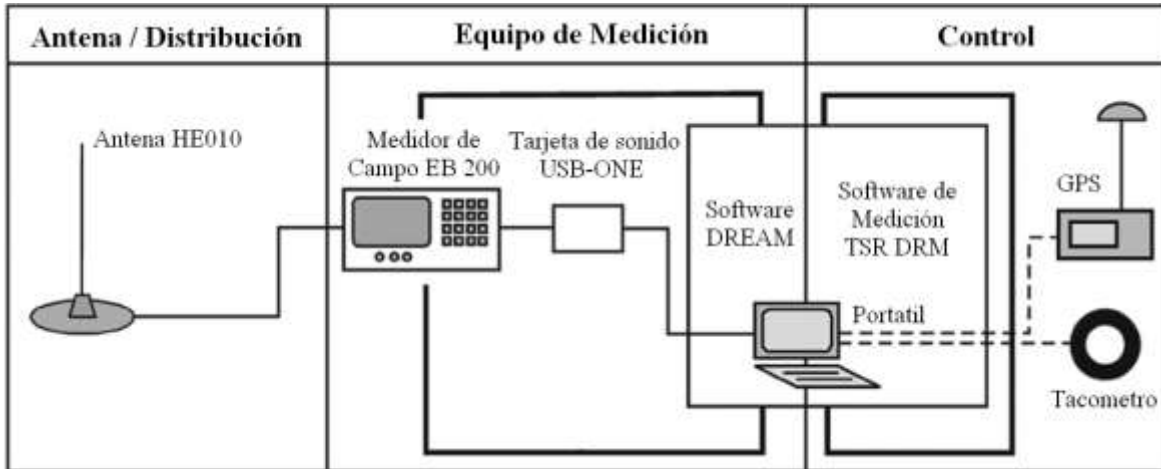 Antena / Distribución
Equipo de Medición
Control
Antena HE010
Medidor de
Campo EB 200
Tarjeta de sonido
USB-ONE
Software
DREAM
Software de
Medición
TSR DRM
GPS
Portatil
Tacometro